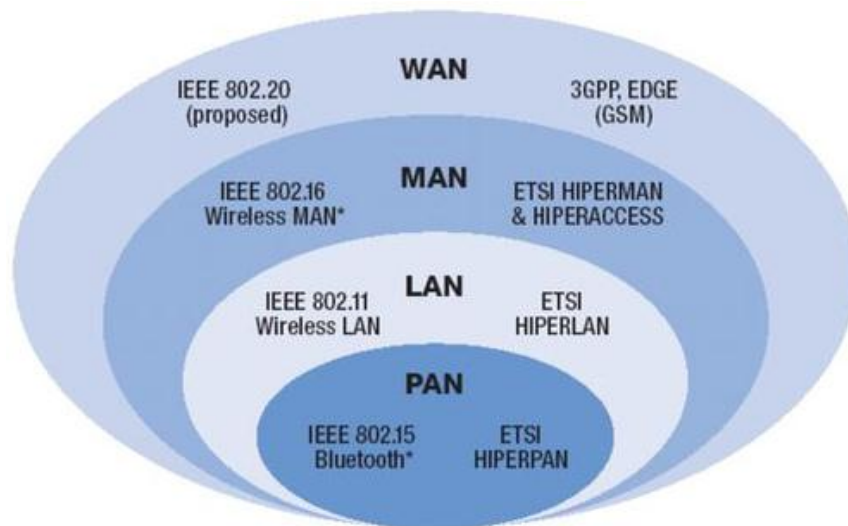 WAN
IEEE 802.20
(proposed)
3GPP, EDGE
(GSM)
MAN
IEEE 802.16
Wireless MAN*
ETSI HIPERMAN
& HIPERACCESS
LAN
IEEE 802.11
Wireless LAN
ETSI
HIPERLAN
PAN
IEEE 802.15
Bluetooth*
ETSI
HIPERPAN